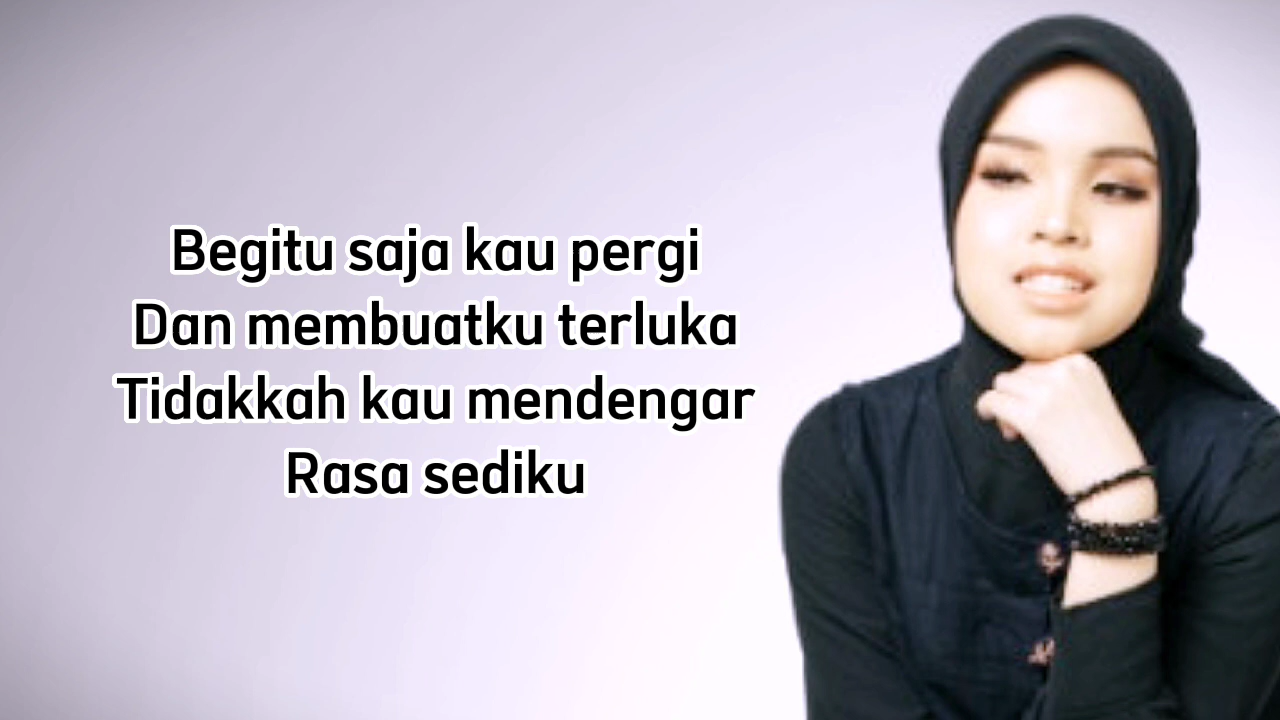 Begitu saja kau pergi
Dan membuatku terluka
Tidakkah kau mendengar
Rasa sediku